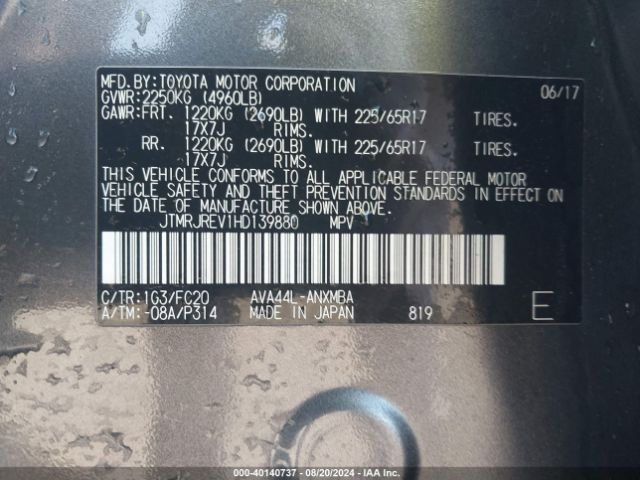 MFD.BY:TOYOTA MOTOR CORPORATION 06/17
GVWR:2250KG (4960LB)
GAWR:FRT. 1220KG (2690LB) WITH 225/65R17 TIRES.
17X7J RIMS.
RR. 1220KG (2690LB) WITH 225/65R17 TIRES.
17X7J RIMS.
THIS VEHICLE CONFORMS TO ALL APPLICABLE FEDERAL MOTOR
VEHICLE SAFETY AND THEFT PREVENTION STANDARDS IN EFFECT ON
THE DATE OF MANUFACTURE SHOWN ABOVE.
JTMRJREV1HD139880 MPV
C/TR:1G3/FC20 AVA44L-ANXMBA
A/TM:-08A/P314 MADE IN JAPAN 819 E
000-40140737 - 08/20/2024 - IAA Inc.